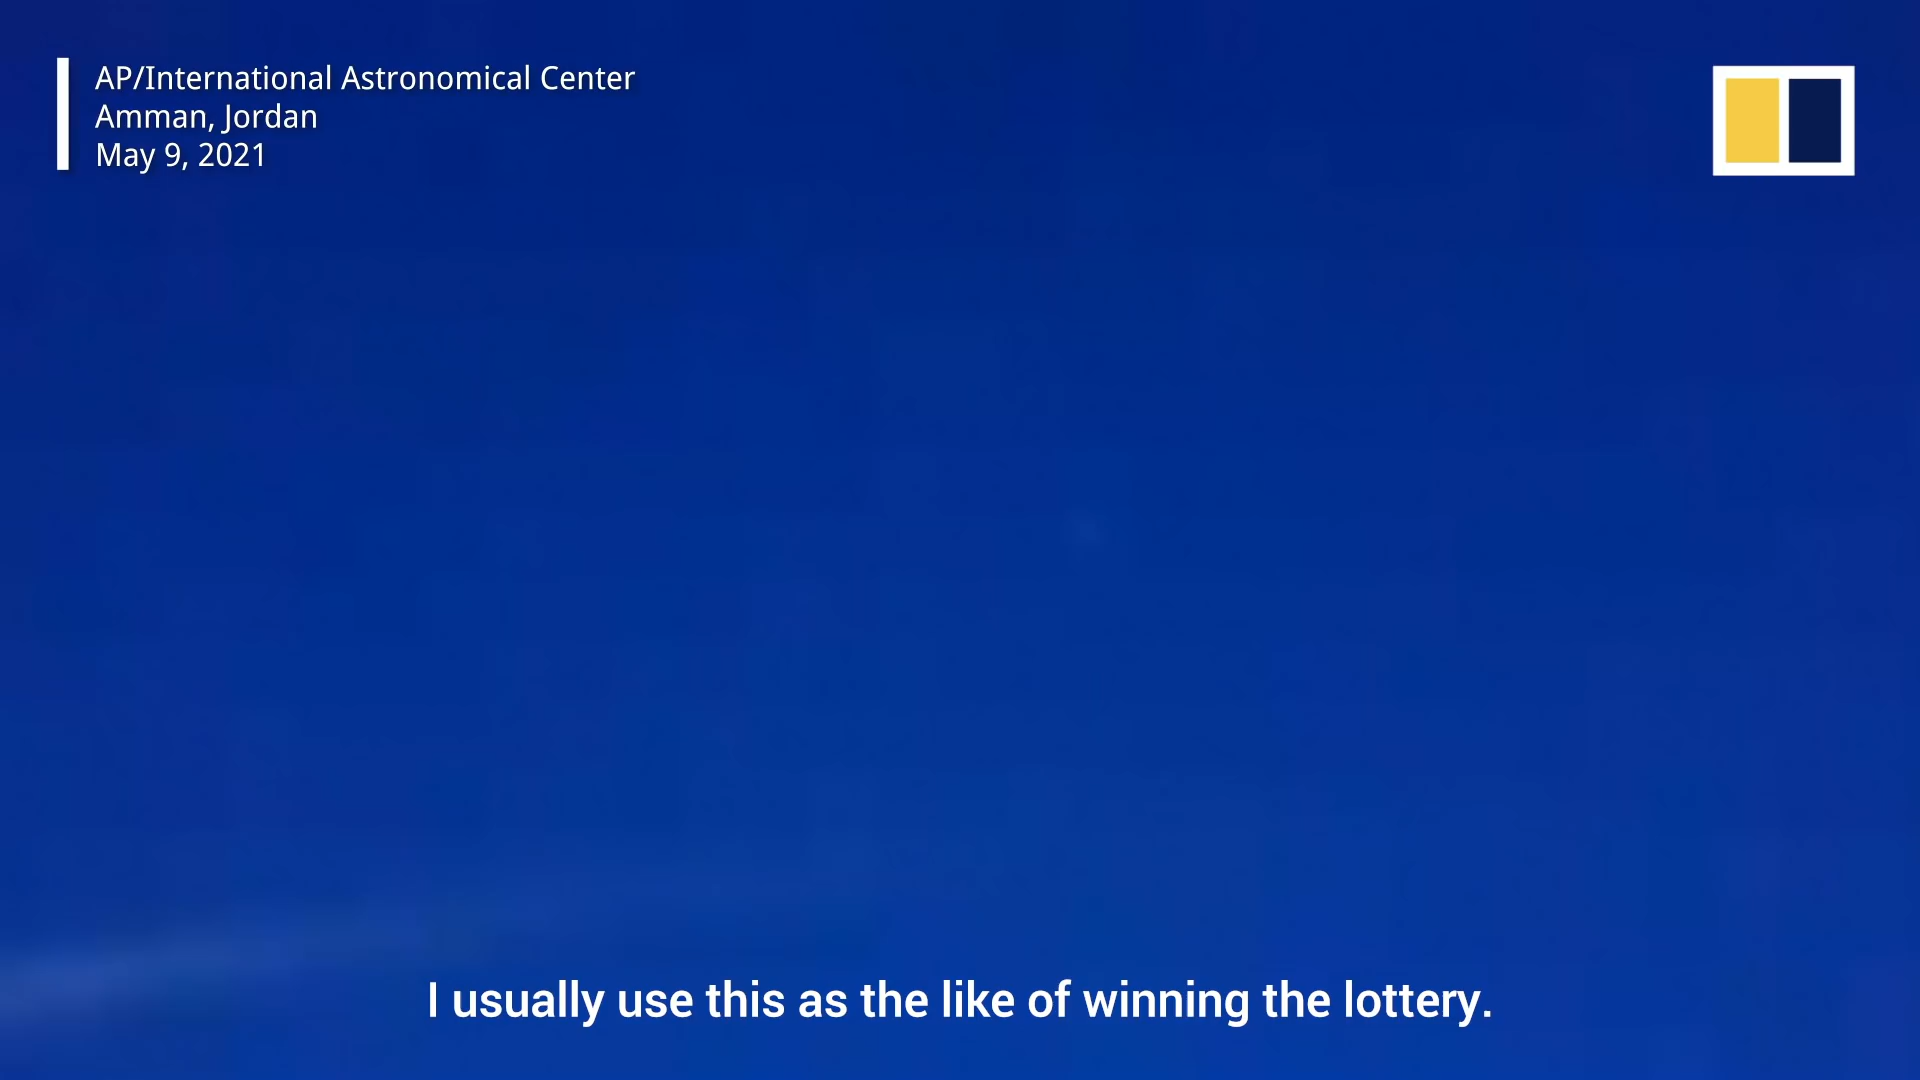 AP/International Astronomical Center
Amman, Jordan
May 9, 2021
I usually use this as the like of winning the lottery.